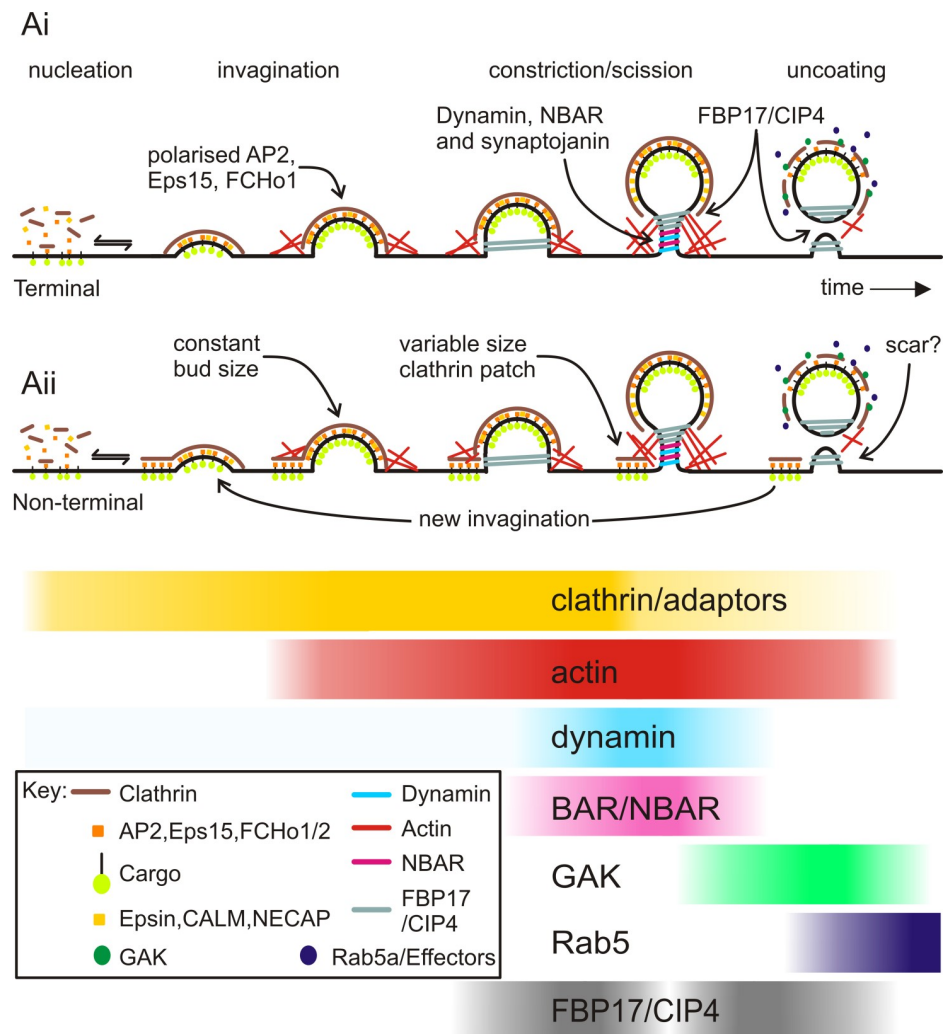 Ai
nucleation
invagination
constriction/scission
uncoating
Dynamin, NBAR
and synaptojanin
FBP17/CIP4
polarised AP2,
Eps15, FCHo1
Terminal
time
Aii
constant
bud size
variable size
clathrin patch
scar?
Non-terminal
new invagination
clathrin/adaptors
actin
dynamin
BAR/NBAR
GAK
Rab5
FBP17/CIP4
Key:
Clathrin
AP2,Eps15,FCHo1/2
Cargo
Epsin,CALM,NECAP
GAK
Dynamin
Actin
NBAR
FBP17
/CIP4
Rab5a/Effectors